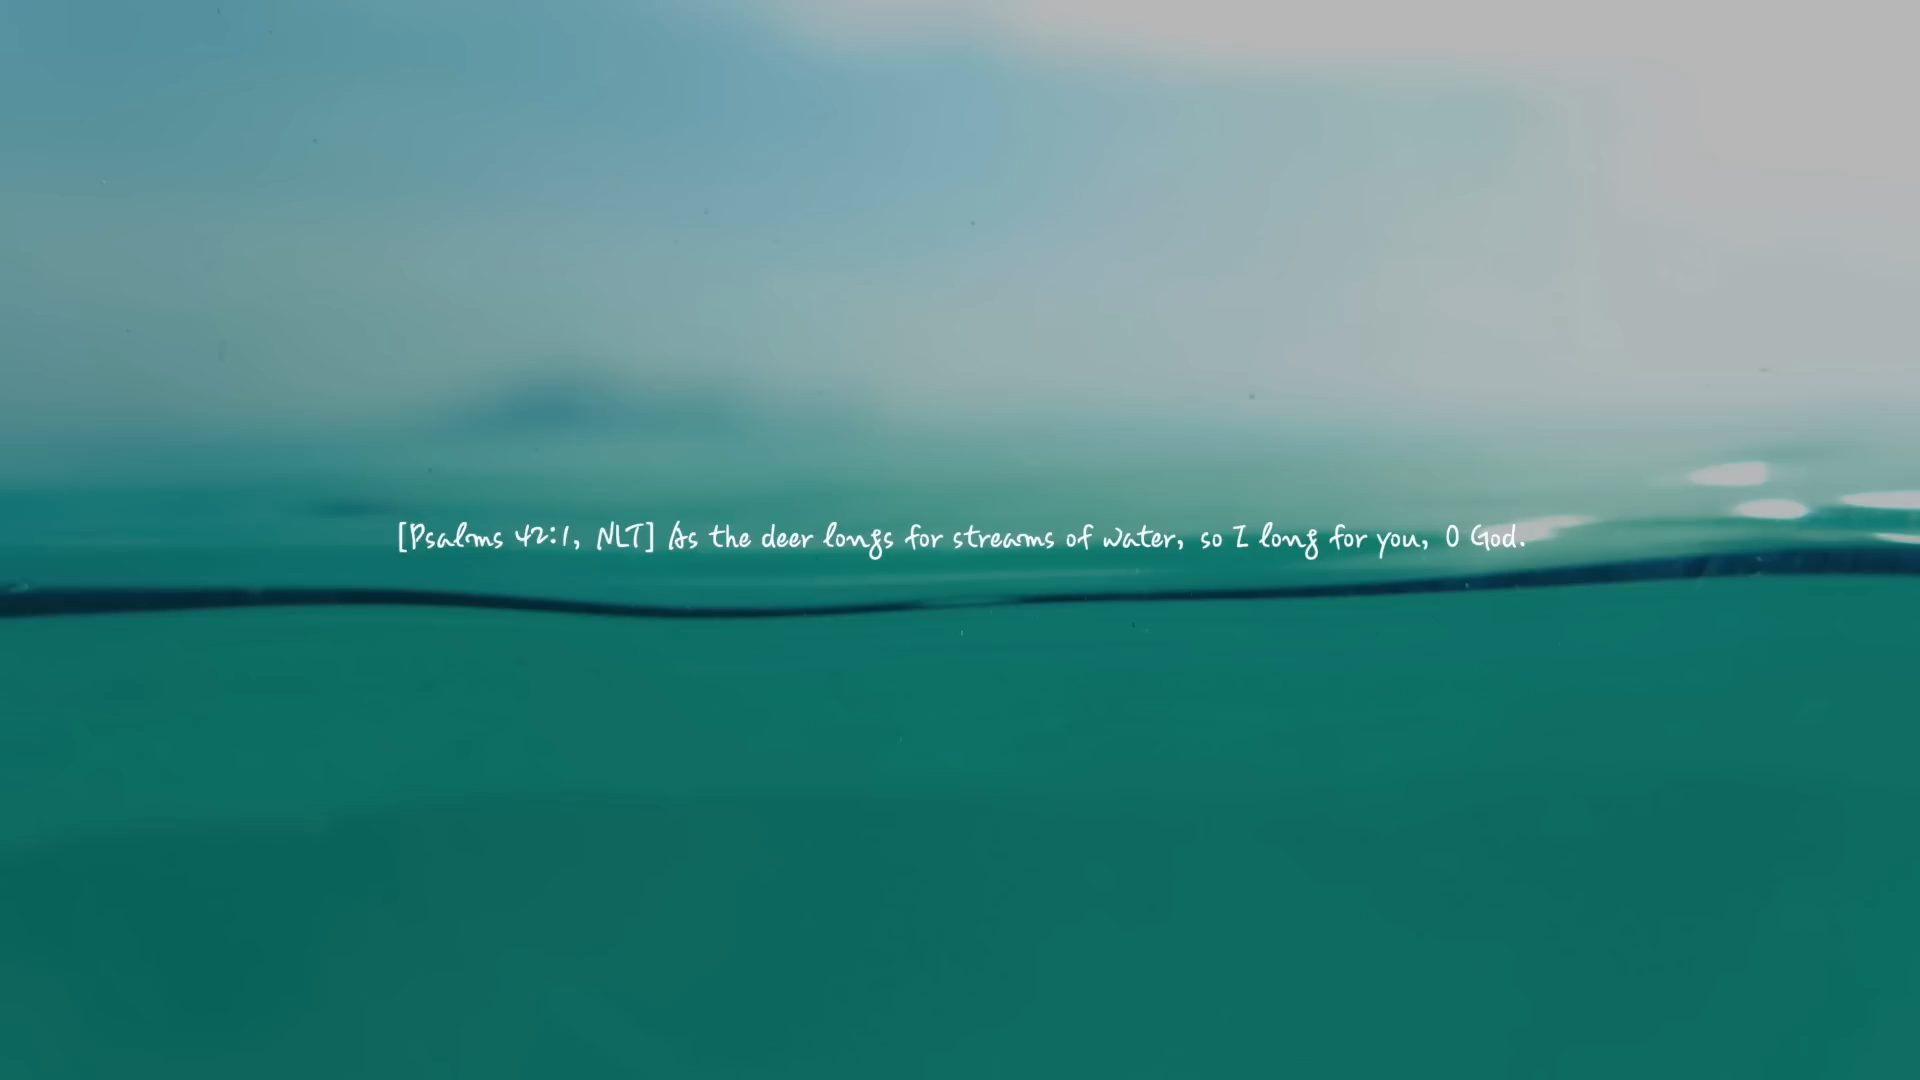 [Psalms 42:1, NLT] As the deer longs for streams of water, so I long for you, O God.